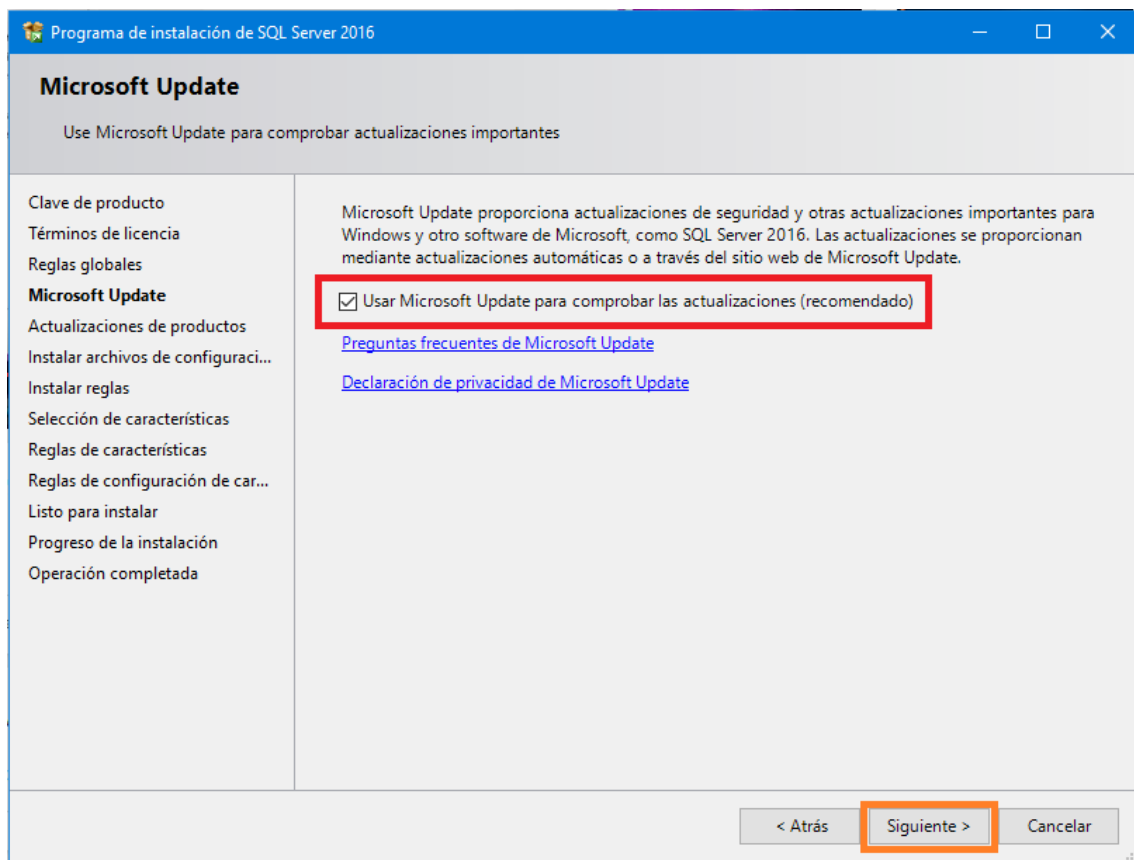 Programa de instalación de SQL Server 2016
Microsoft Update
Use Microsoft Update para comprobar actualizaciones importantes
Clave de producto
Términos de licencia
Reglas globales
Microsoft Update
Actualizaciones de productos
Instalar archivos de configuraci...
Instalar reglas
Selección de características
Reglas de características
Reglas de configuración de car...
Listo para instalar
Progreso de la instalación
Operación completada
Microsoft Update proporciona actualizaciones de seguridad y otras actualizaciones importantes para
Windows y otro software de Microsoft, como SQL Server 2016. Las actualizaciones se proporcionan
mediante actualizaciones automáticas o a través del sitio web de Microsoft Update.
Usar Microsoft Update para comprobar las actualizaciones (recomendado)
Preguntas frecuentes de Microsoft Update
Declaración de privacidad de Microsoft Update
< Atrás
Siguiente >
Cancelar